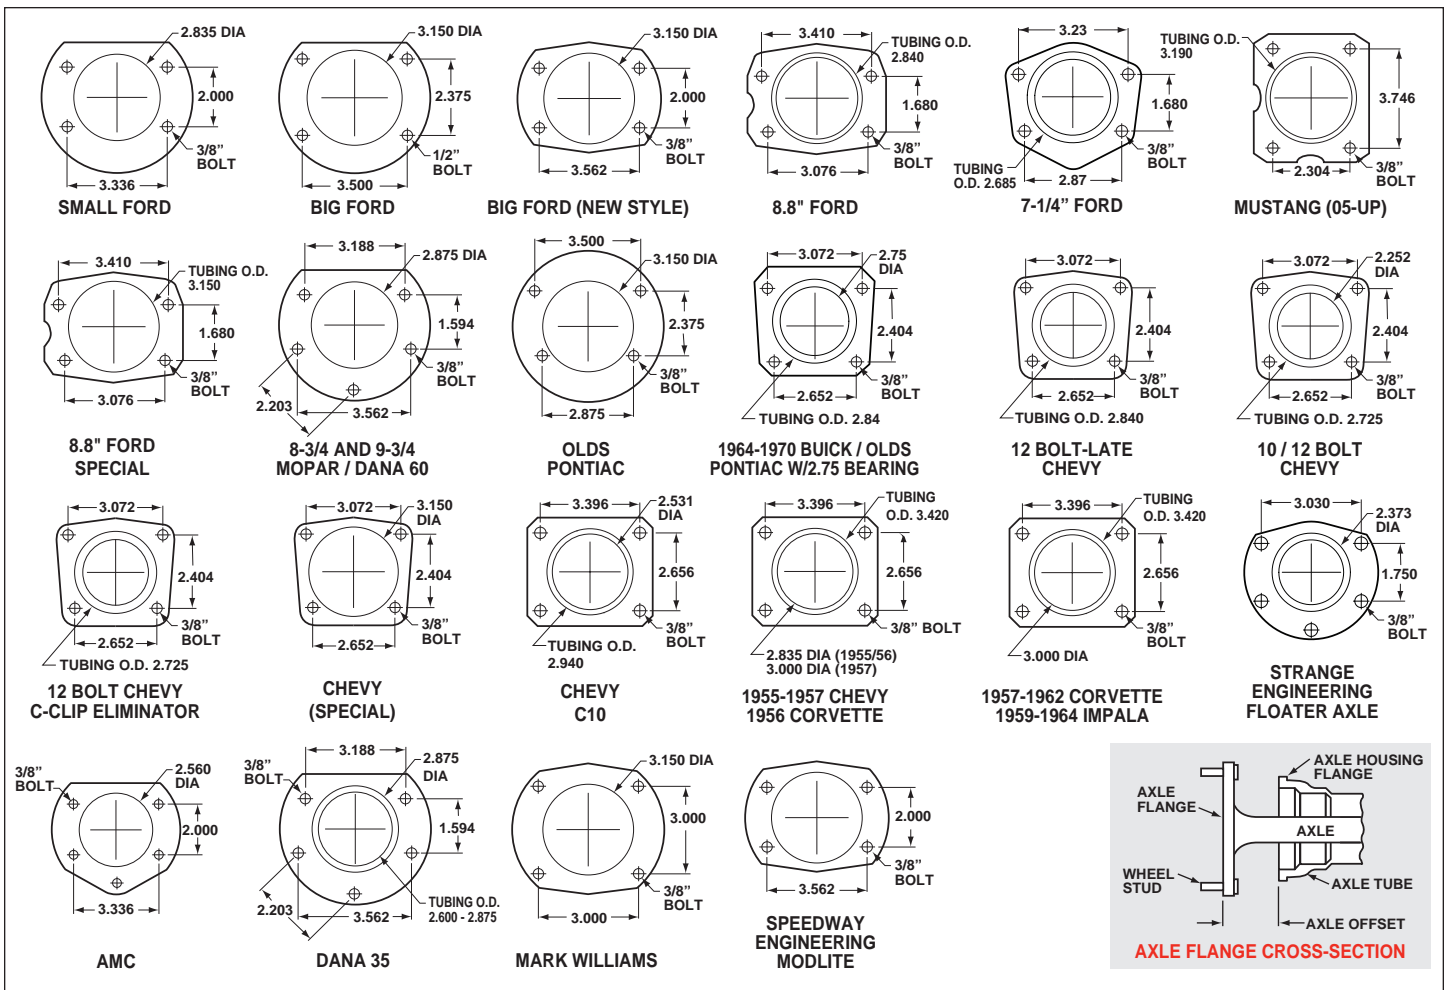 2.835 DIA
2.000
3/8”
BOLT
3.336
SMALL FORD
3.150 DIA
2.375
1/2”
BOLT
3.500
BIG FORD
3.150 DIA
2.000
3/8”
BOLT
3.562
BIG FORD (NEW STYLE)
3.410
TUBING O.D.
2.840
1.680
3/8”
BOLT
3.076
8.8" FORD
3.23
1.680
3/8”
BOLT
TUBING
O.D. 2.685
2.87
7-1/4” FORD
TUBING O.D.
3.190
3.746
3/8”
BOLT
2.304
MUSTANG (05-UP)
3.410
TUBING O.D.
3.150
1.680
3/8”
BOLT
3.076
8.8" FORD
SPECIAL
3.188
2.875 DIA
1.594
3/8”
BOLT
2.203
3.562
8-3/4 AND 9-3/4
MOPAR / DANA 60
3.500
3.150 DIA
2.375
3/8”
BOLT
2.875
OLDS
PONTIAC
3.072
2.75
DIA
2.404
3/8”
BOLT
2.652
TUBING O.D. 2.84
1964-1970 BUICK / OLDS
PONTIAC W/2.75 BEARING
3.072
2.404
3/8”
BOLT
2.652
TUBING O.D. 2.840
12 BOLT-LATE
CHEVY
3.072
2.252
DIA
2.404
3/8”
BOLT
2.652
TUBING O.D. 2.725
10 / 12 BOLT
CHEVY
3.072
2.404
3/8”
BOLT
2.652
TUBING O.D. 2.725
12 BOLT CHEVY
C-CLIP ELIMINATOR
3.072
3.150
DIA
2.404
3/8”
BOLT
2.652
CHEVY
(SPECIAL)
3.396
2.531
DIA
2.656
3/8”
BOLT
TUBING O.D.
2.940
CHEVY
C10
3.396
TUBING
O.D. 3.420
2.656
3/8” BOLT
2.835 DIA (1955/56)
3.000 DIA (1957)
1955-1957 CHEVY
1956 CORVETTE
3.396
TUBING
O.D. 3.420
2.656
3/8”
BOLT
3.000 DIA
1957-1962 CORVETTE
1959-1964 IMPALA
3.030
2.373
DIA
1.750
3/8”
BOLT
STRANGE
ENGINEERING
FLOATER AXLE
3/8”
BOLT
2.560
DIA
2.000
3.336
AMC
3/8”
BOLT
3.188
2.875
DIA
1.594
2.203
3.562
TUBING O.D.
2.600 - 2.875
DANA 35
3.150 DIA
3.000
3/8”
BOLT
3.000
MARK WILLIAMS
2.000
3/8”
BOLT
3.562
SPEEDWAY
ENGINEERING
MODLITE
AXLE HOUSING
FLANGE
AXLE
FLANGE
AXLE
WHEEL
STUD
AXLE TUBE
AXLE OFFSET
AXLE FLANGE CROSS-SECTION